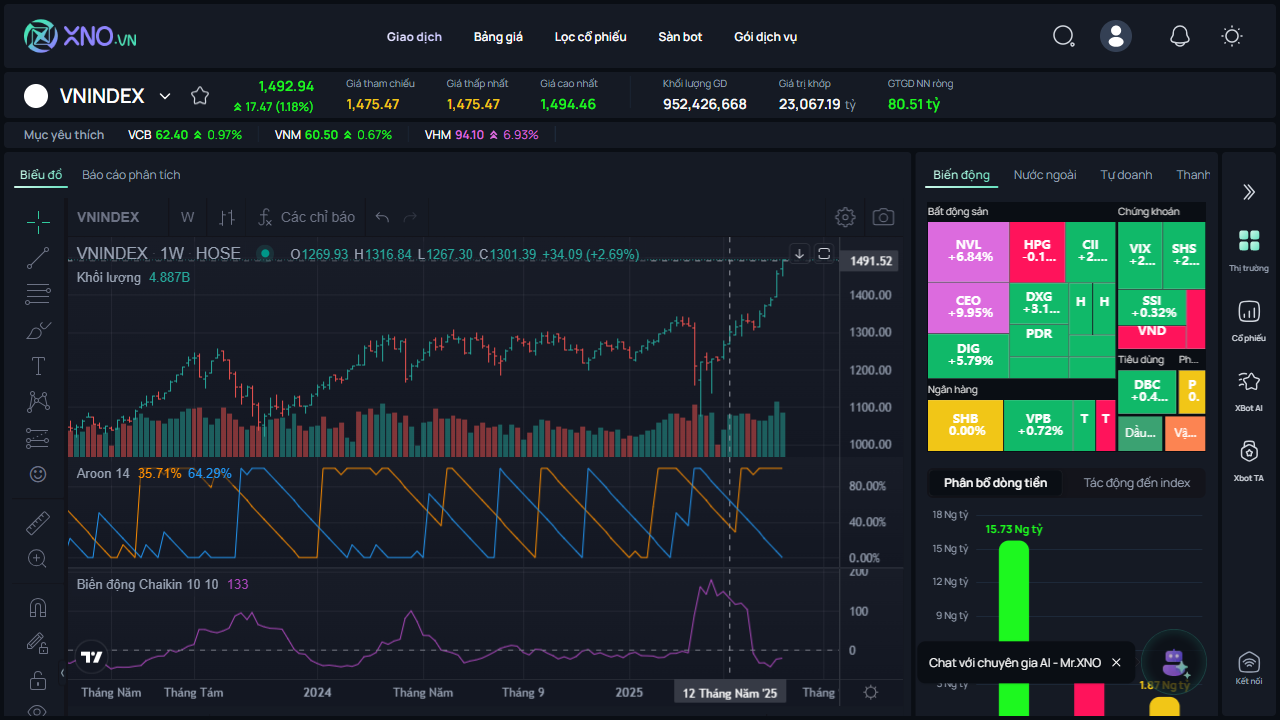 XNO.VN
Giao dịch Bảng giá Lọc cổ phiếu Sàn bot Gói dịch vụ
VNINDEX
1,492.94
17.47 (1.18%)
Giá tham chiếu
1,475.47
Giá thấp nhất
1,475.47
Giá cao nhất
1,494.46
Khối lượng GD
952,426,668
Giá trị khớp
23,067.19 tỷ
GTGD NN ròng
80.51 tỷ
Mục yêu thích VCB 62.40 0.97% VNM 60.50 0.67% VHM 94.10 6.93%
Biểu đồ Báo cáo phân tích
VNINDEX W Các chỉ báo
VNINDEX 1W HOSE O1269.93 H1316.84 L1267.30 C1301.39 +34.09 (+2.69%)
Khối lượng 4.887B
1491.52
1400.00
1300.00
1200.00
1100.00
1000.00
Aroon 14 35.71% 64.29%
80.00%
40.00%
0.00%
Biên động Chaikin 10 10 133
200
100
0
Tháng Năm Tháng Tám 2024 Tháng Năm Tháng 9 2025 12 Tháng Năm '25 Tháng
Biến động Nước ngoài Tự doanh Thanh
Bất động sản
NVL
+6.84%
HPG
-0.1...
CII
+2....
CEO
+9.95%
DXG
+3.1...
H H
PDR
DIG
+5.79%
Chứng khoán
VIX
+2...
SHS
+2...
SSI
+0.32%
VND
Tiêu dùng Ph...
DBC
+0.4...
P
0.
Dầu... Vậ...
Ngân hàng
SHB
0.00%
VPB
+0.72%
T T
Phân bổ dòng tiền Tác động đến index
18 Ng tỷ
15.73 Ng tỷ
15 Ng tỷ
12 Ng tỷ
9 Ng tỷ
Chat với chuyên gia AI - Mr.XNO
3 Ng tỷ
1.87 Ng tỷ
Thị trường
Cổ phiếu
XBot AI
Xbot TA
Kết nối